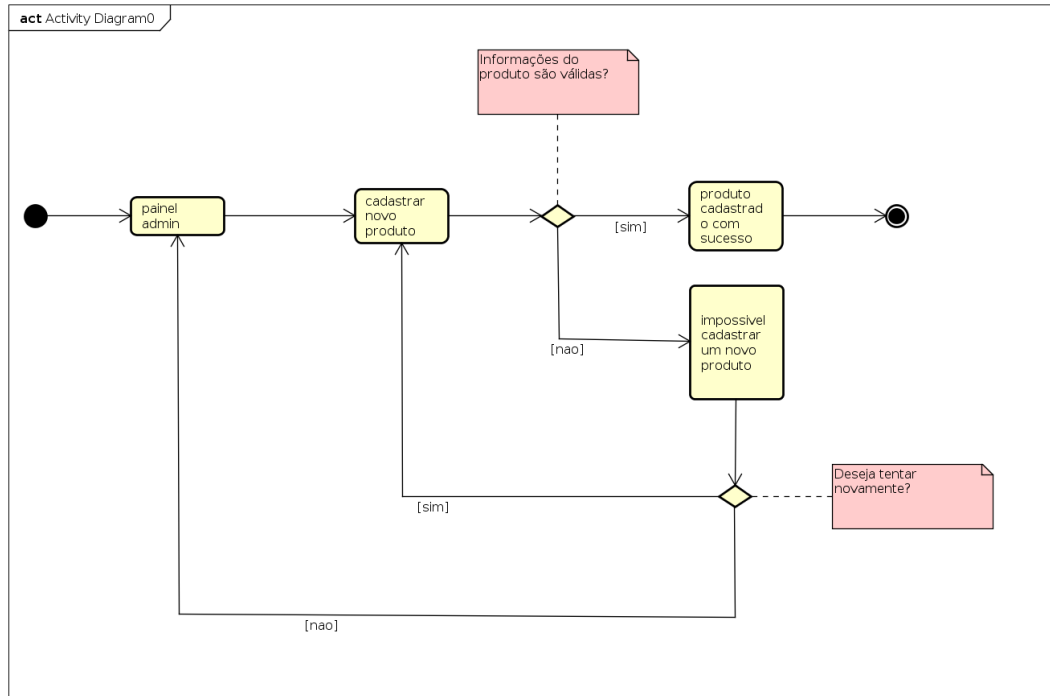 act Activity Diagram0
Informações do
produto são válidas?
painel
admin
cadastrar
novo
produto
[sim]
produto
cadastrad
o com
sucesso
[nao]
impossivel
cadastrar
um novo
produto
Deseja tentar
novamente?
[sim]
[nao]